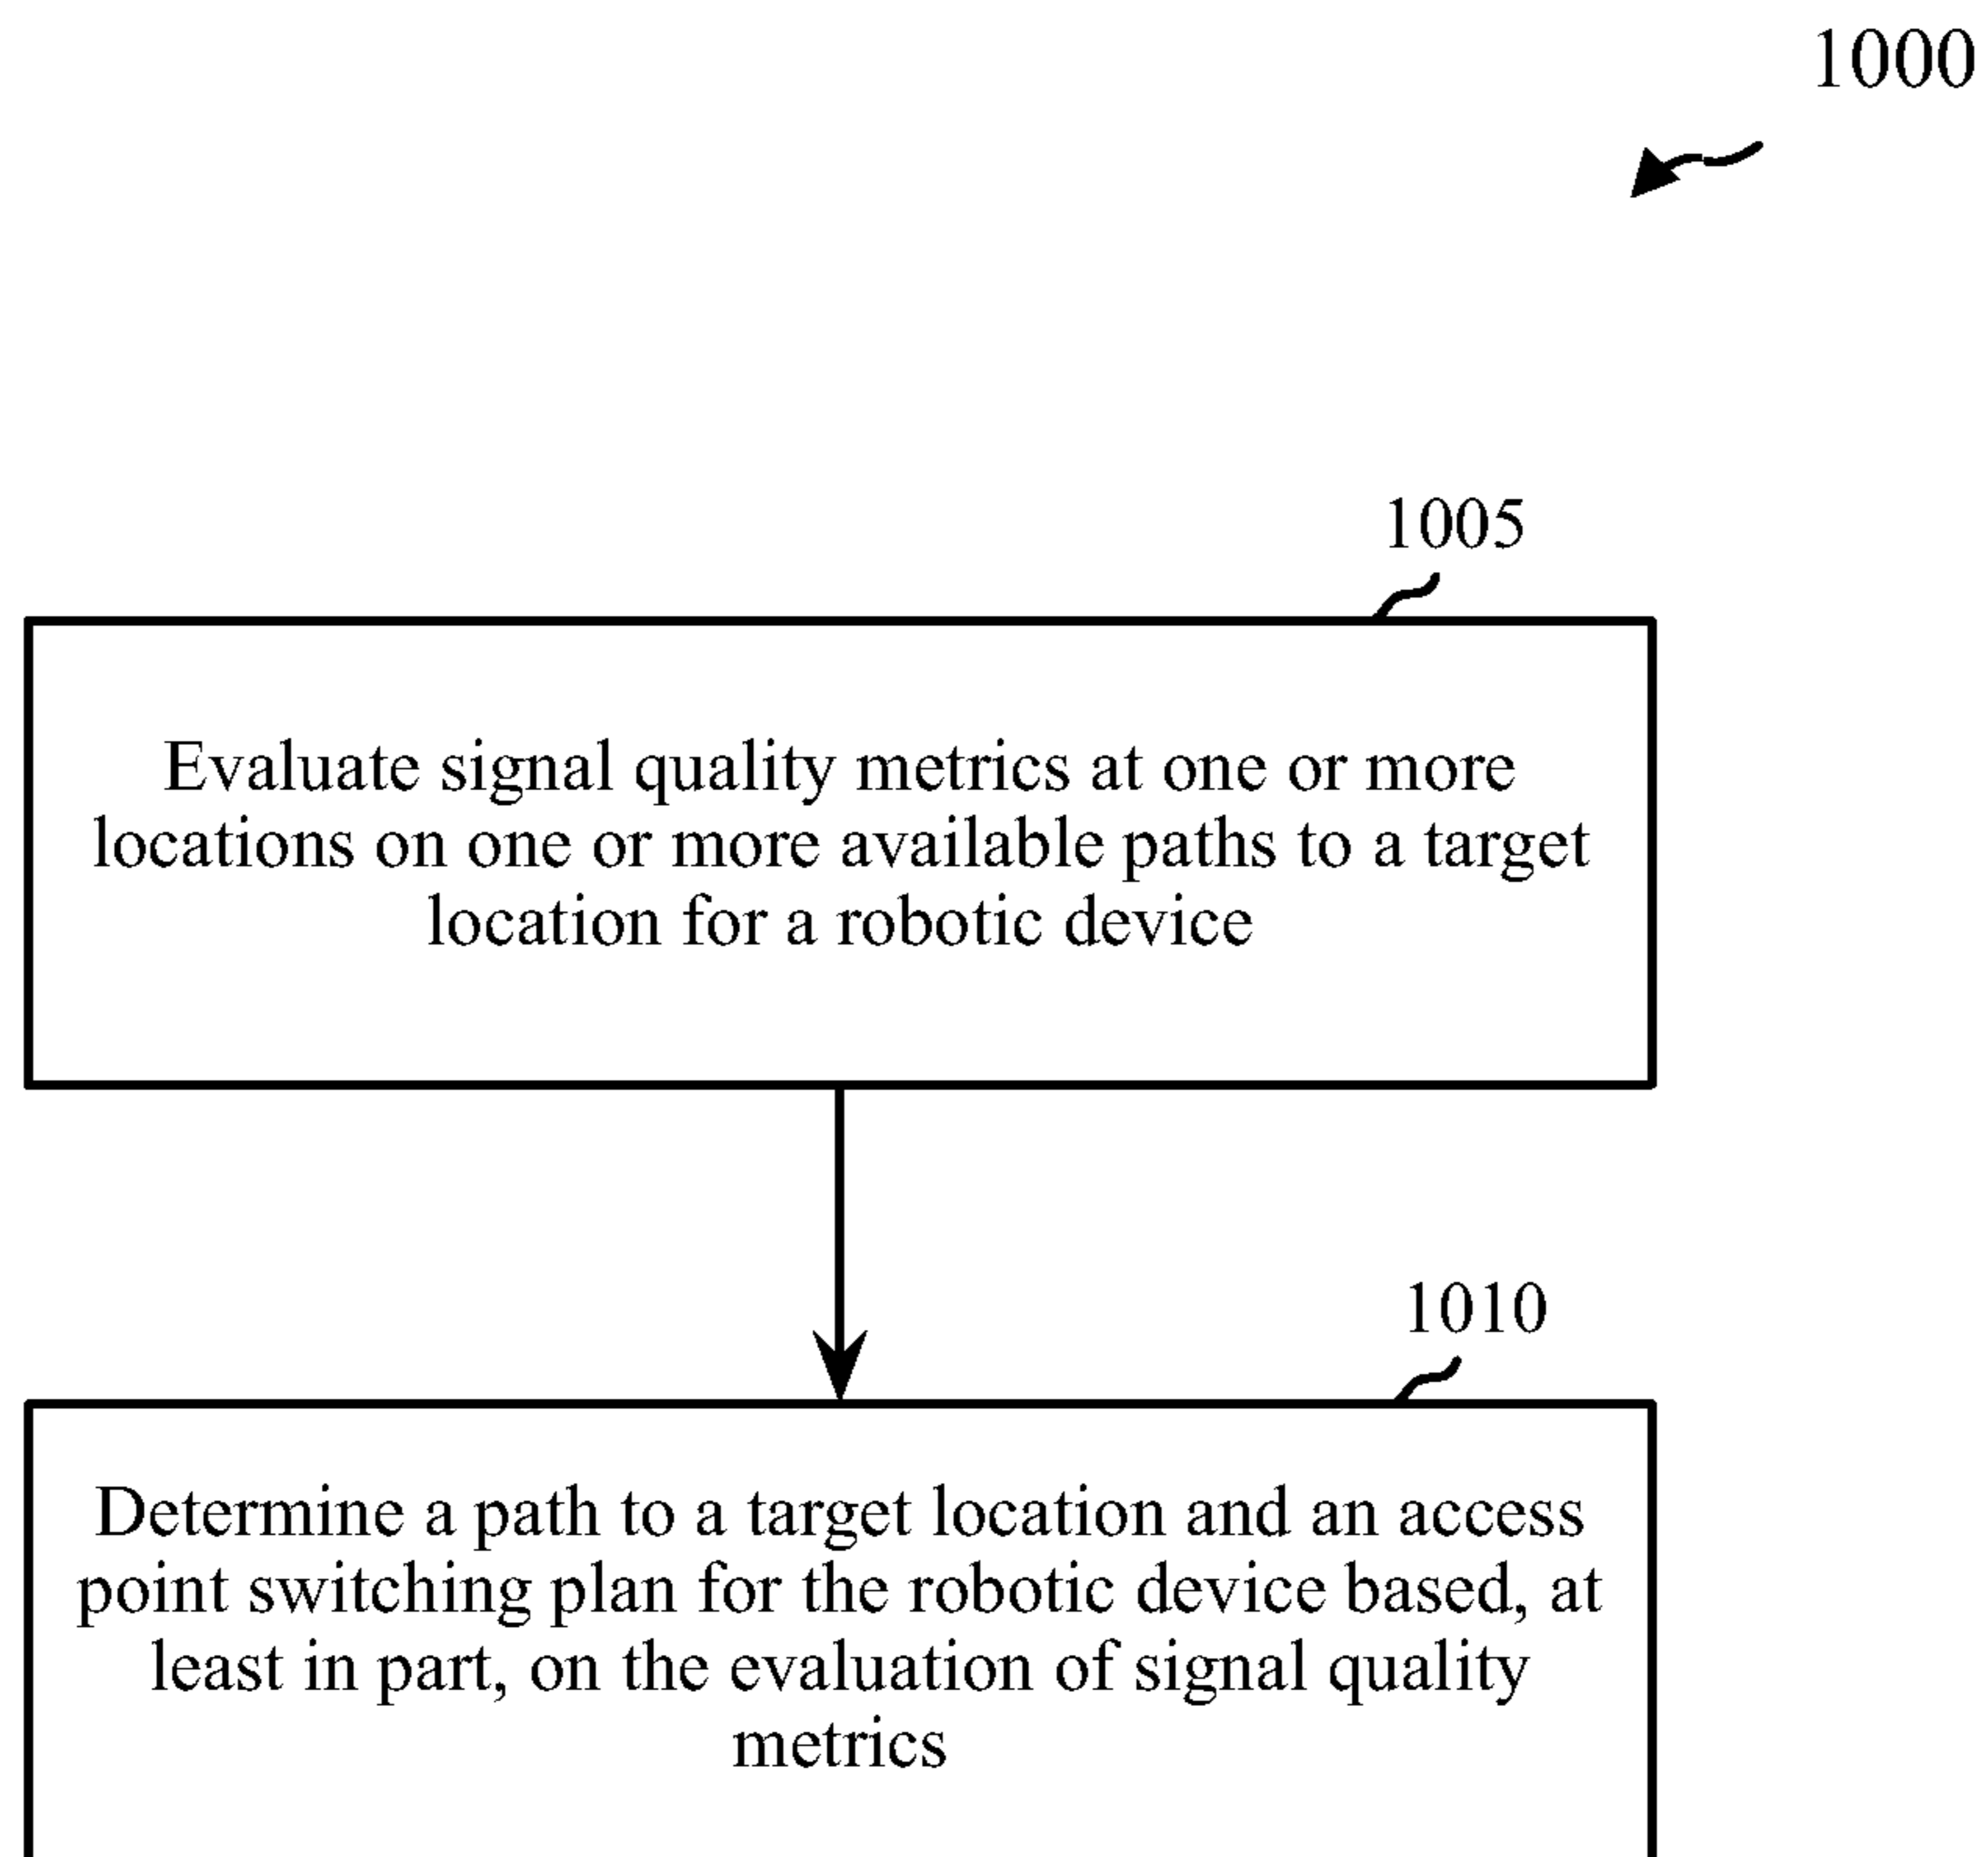 1000
1005
Evaluate signal quality metrics at one or more
locations on one or more available paths to a target
location for a robotic device
1010
Determine a path to a target location and an access
point switching plan for the robotic device based, at
least in part, on the evaluation of signal quality
metrics